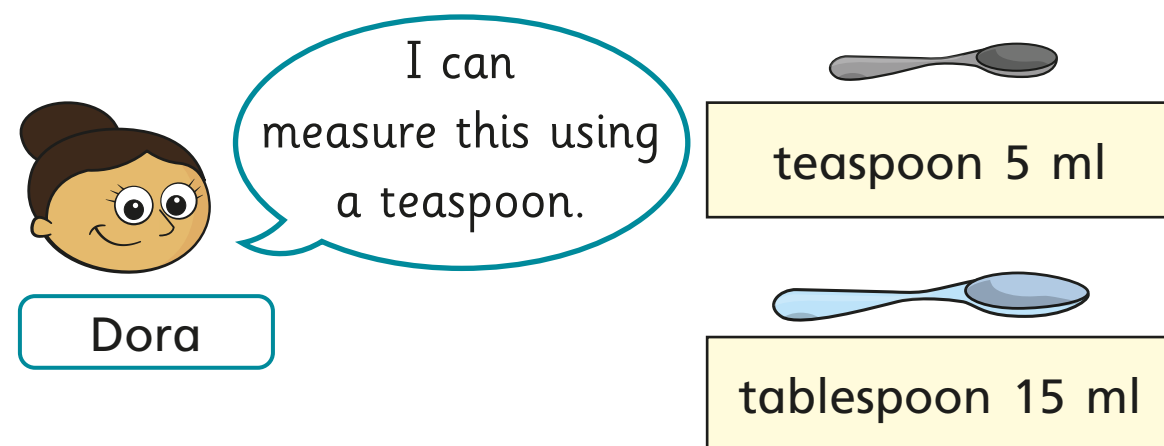 I can
measure this using
a teaspoon.
Dora
teaspoon 5 ml
tablespoon 15 ml